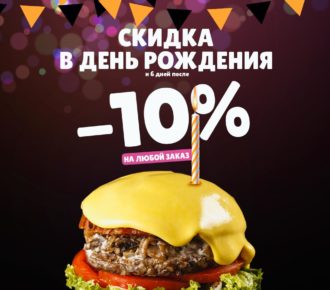 СКИДКА
В ДЕНЬ РОЖДЕНИЯ
и 6 дней после
–10%
НА ЛЮБОЙ ЗАКАЗ